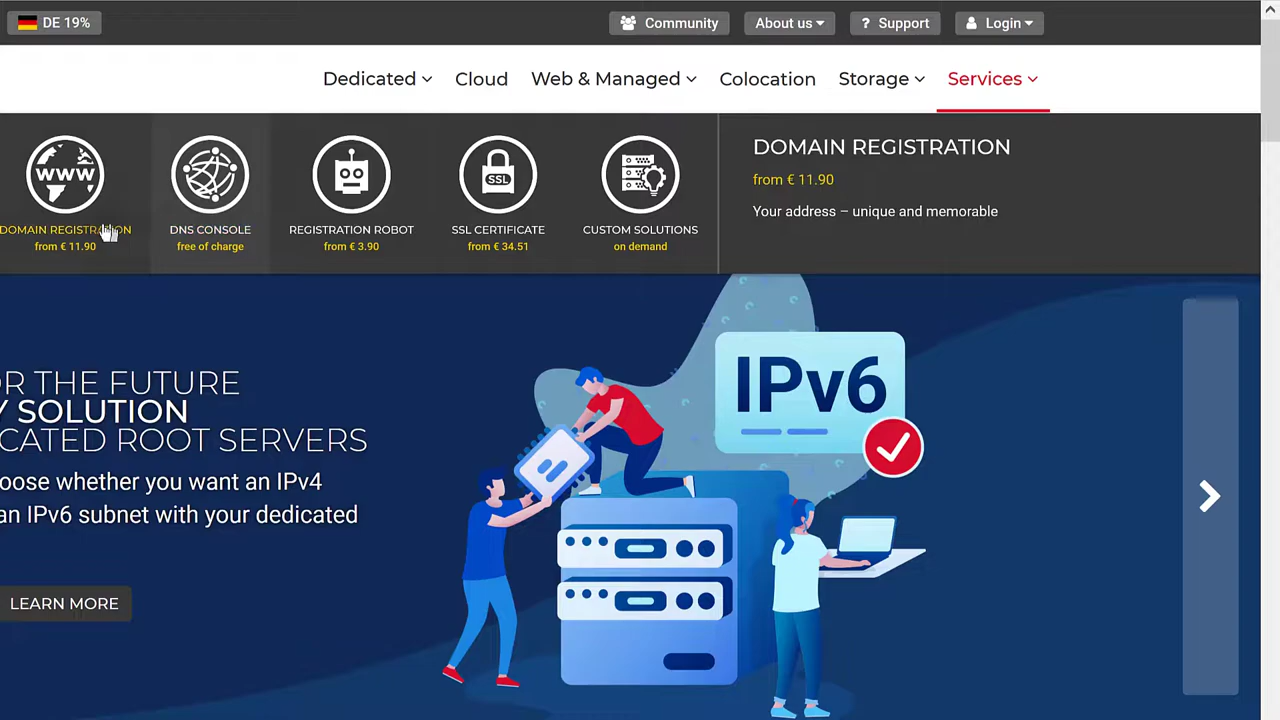 DE 19%
Community
About us
? Support
Login
Dedicated
Cloud
Web & Managed
Colocation
Storage
Services
WWW
DOMAIN REGISTRATION
from € 11.90
DNS CONSOLE
free of charge
REGISTRATION ROBOT
from € 3.90
SSL
SSL CERTIFICATE
from € 34.51
CUSTOM SOLUTIONS
on demand
DOMAIN REGISTRATION
from € 11.90
Your address – unique and memorable
OR THE FUTURE
Y SOLUTION
CATED ROOT SERVERS
oose whether you want an IPv4
an IPv6 subnet with your dedicated
LEARN MORE
IPv6